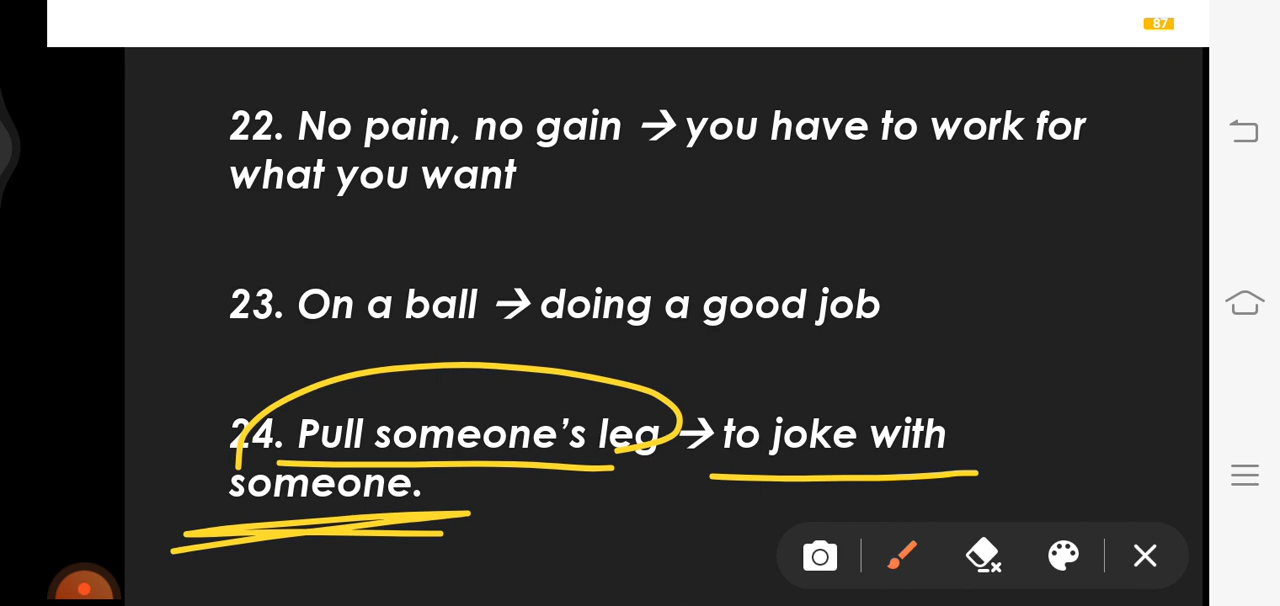 87
22. No pain, no gain → you have to work for
what you want
23. On a ball → doing a good job
24. Pull someone’s leg → to joke with
someone.